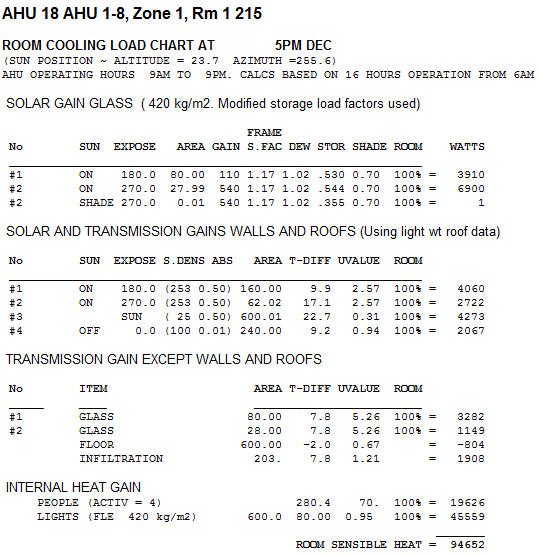 AHU 18 AHU 1-8, Zone 1, Rm 1 215
ROOM COOLING LOAD CHART AT 5PM DEC
(SUN POSITION ~ ALTITUDE = 23.7 AZIMUTH =255.6)
AHU OPERATING HOURS 9AM TO 9PM. CALCS BASED ON 16 HOURS OPERATION FROM 6AM
SOLAR GAIN GLASS ( 420 kg/m2. Modified storage load factors used)
FRAME
No SUN EXPOSE AREA GAIN S.FAC DEW STOR SHADE ROOM WATTS
#1 ON 180.0 80.00 110 1.17 1.02 .530 0.70 100% = 3910
#2 ON 270.0 27.99 540 1.17 1.02 .544 0.70 100% = 6900
#2 SHADE 270.0 0.01 540 1.17 1.02 .355 0.70 100% = 1
SOLAR AND TRANSMISSION GAINS WALLS AND ROOFS (Using light wt roof data)
No SUN EXPOSE S.DENS ABS AREA T-DIFF UVALUE ROOM
#1 ON 180.0 (253 0.50) 160.00 9.9 2.57 100% = 4060
#2 ON 270.0 (253 0.50) 62.02 17.1 2.57 100% = 2722
#3 SUN ( 25 0.50) 600.01 22.7 0.31 100% = 4273
#4 OFF 0.0 (100 0.01) 240.00 9.2 0.94 100% = 2067
TRANSMISSION GAIN EXCEPT WALLS AND ROOFS
No ITEM AREA T-DIFF UVALUE ROOM
#1 GLASS 80.00 7.8 5.26 100% = 3282
#2 GLASS 28.00 7.8 5.26 100% = 1149
FLOOR 600.00 -2.0 0.67 = -804
INFILTRATION 203. 7.8 1.21 = 1908
INTERNAL HEAT GAIN
PEOPLE (ACTIV = 4) 280.4 70. 100% = 19626
LIGHTS (FLE 420 kg/m2) 600.0 80.00 0.95 100% = 45559
ROOM SENSIBLE HEAT = 94652